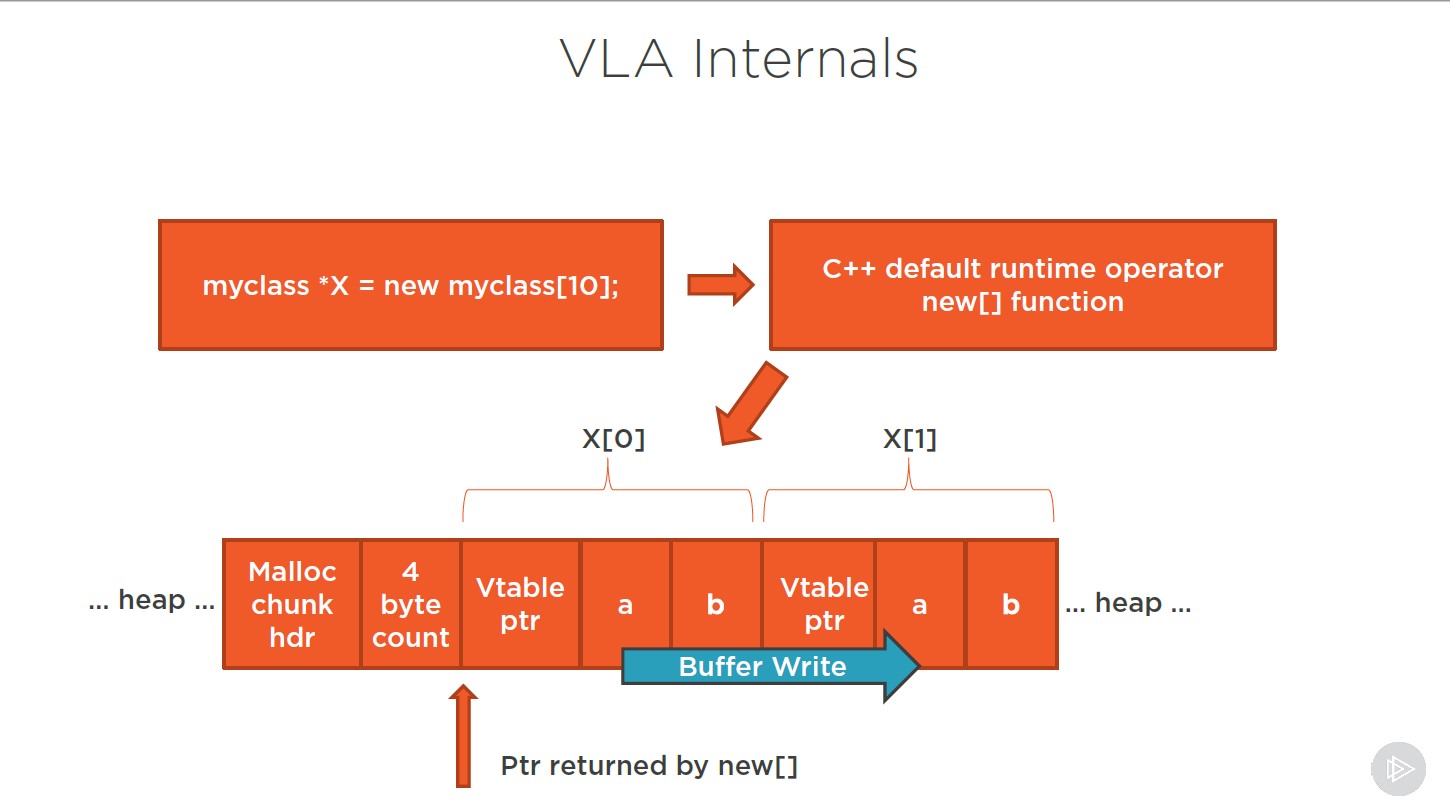 VLA Internals
myclass *X = new myclass[10];
C++ default runtime operator
new[] function
X[0]
X[1]
... heap ...
Malloc
chunk
hdr
4
byte
count
Vtable
ptr
a
b
Vtable
ptr
a
b
... heap ...
Buffer Write
Ptr returned by new[]